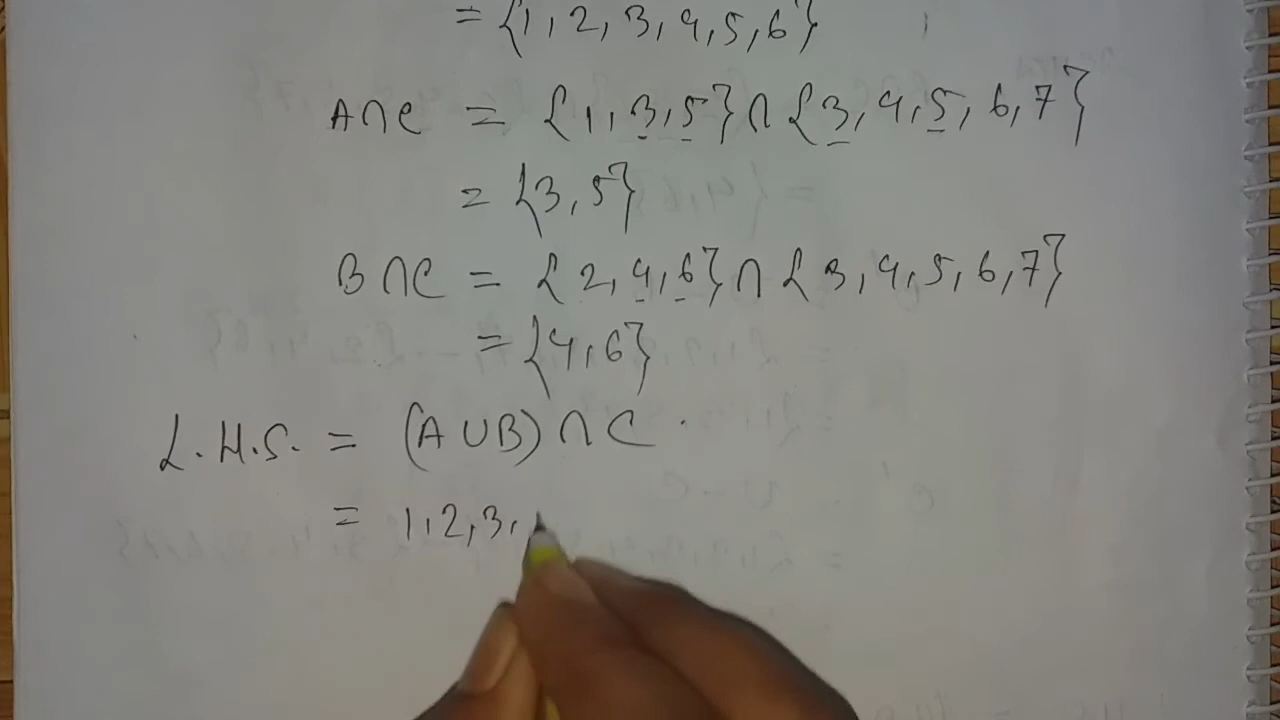 = {1, 2, 3, 4, 5, 6}
A∩C = {1, 3, 5} ∩ {3, 4, 5, 6, 7}
= {3, 5}
B∩C = {2, 4, 6} ∩ {3, 4, 5, 6, 7}
= {4, 6}
L.H.S. = (A∪B)∩C
= 1, 2, 3,